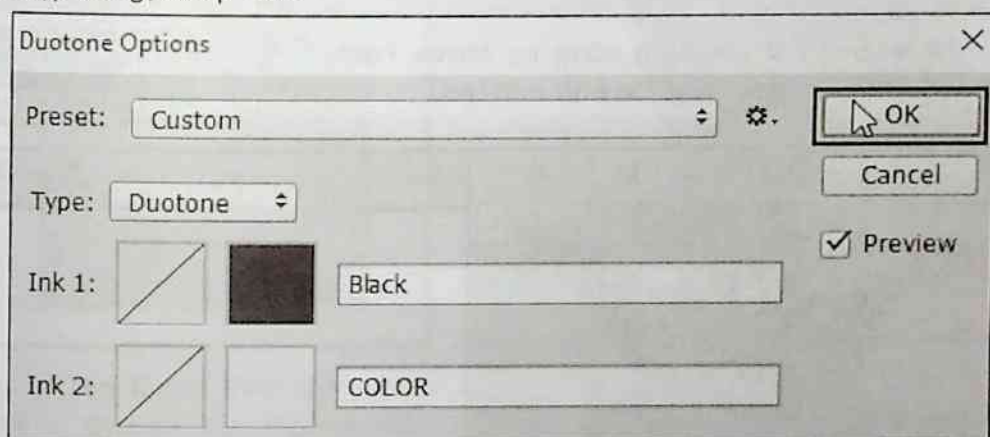 Duotone Options
Preset: Custom
OK
Cancel
Type: Duotone
Preview
Ink 1: Black
Ink 2: COLOR